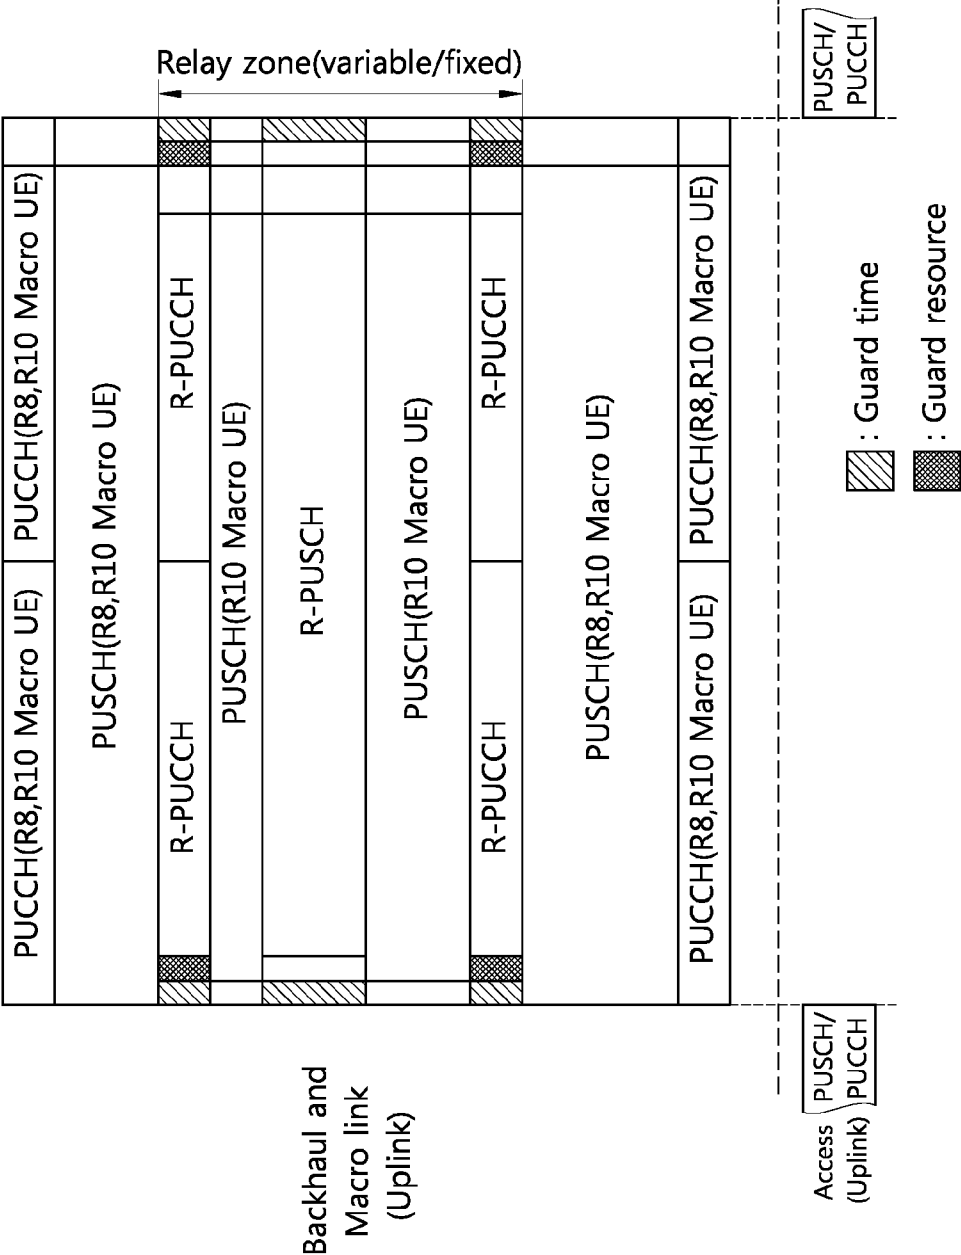 Relay zone(variable/fixed)
PUCCH(R8,R10 Macro UE)
PUCCH(R8,R10 Macro UE)
PUSCH(R8,R10 Macro UE)
R-PUCCH
R-PUCCH
PUSCH(R10 Macro UE)
R-PUSCH
PUSCH(R10 Macro UE)
R-PUCCH
R-PUCCH
PUSCH(R8,R10 Macro UE)
PUCCH(R8,R10 Macro UE)
PUCCH(R8,R10 Macro UE)
Backhaul and
Macro link
(Uplink)
Access
(Uplink)
PUSCH/
PUCCH
PUSCH/
PUCCH
: Guard time
: Guard resource